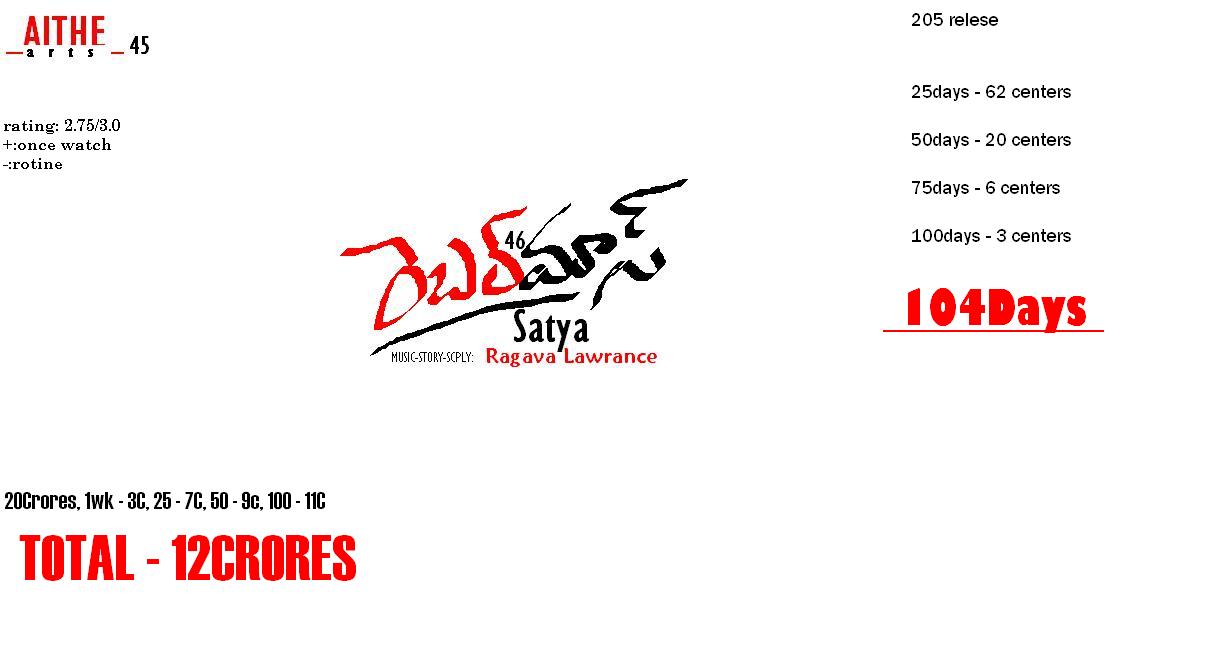 AITHE
arts 45
rating: 2.75/3.0
+:once watch
-:rotine
రెబల్ 46 మాస్
Satya
MUSIC-STORY-SCPLY: Ragava Lawrance
205 relese
25days - 62 centers
50days - 20 centers
75days - 6 centers
100days - 3 centers
104Days
20Crores, 1wk - 3C, 25 - 7C, 50 - 9c, 100 - 11C
TOTAL - 12CRORES